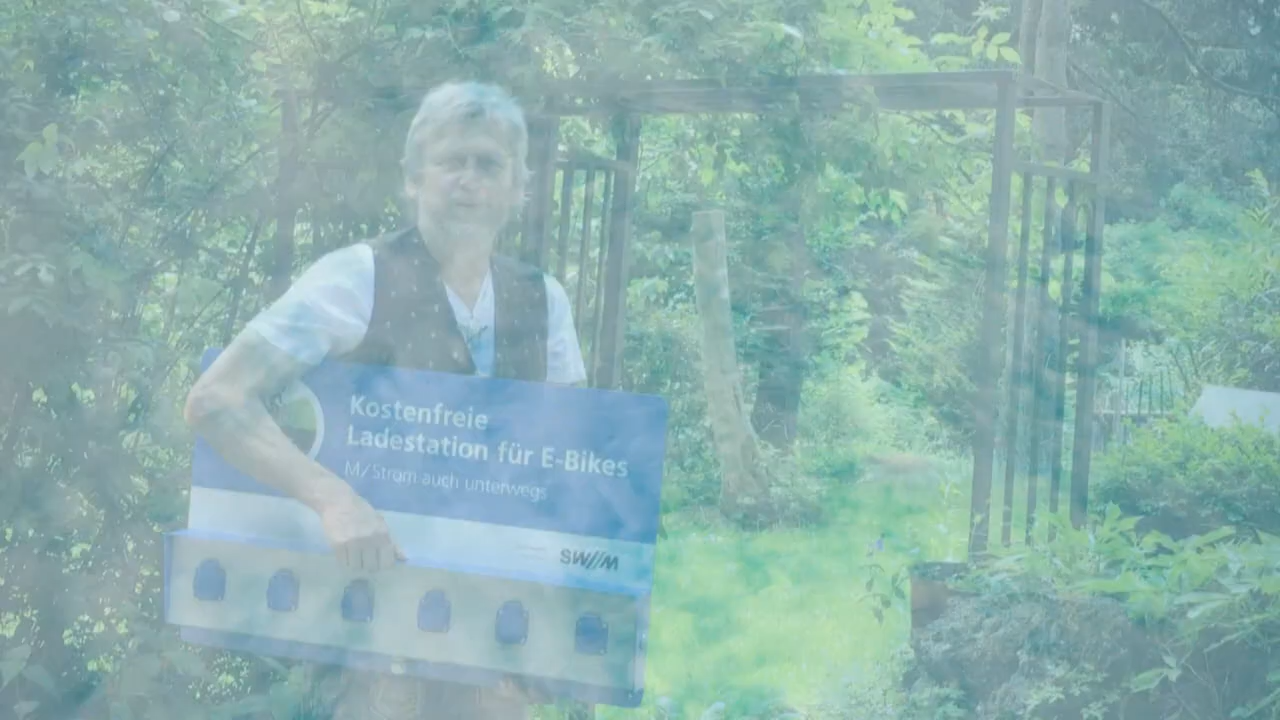 Kostenfreie
Ladestation für E-Bikes
M/Strom auch unterwegs
SW//M